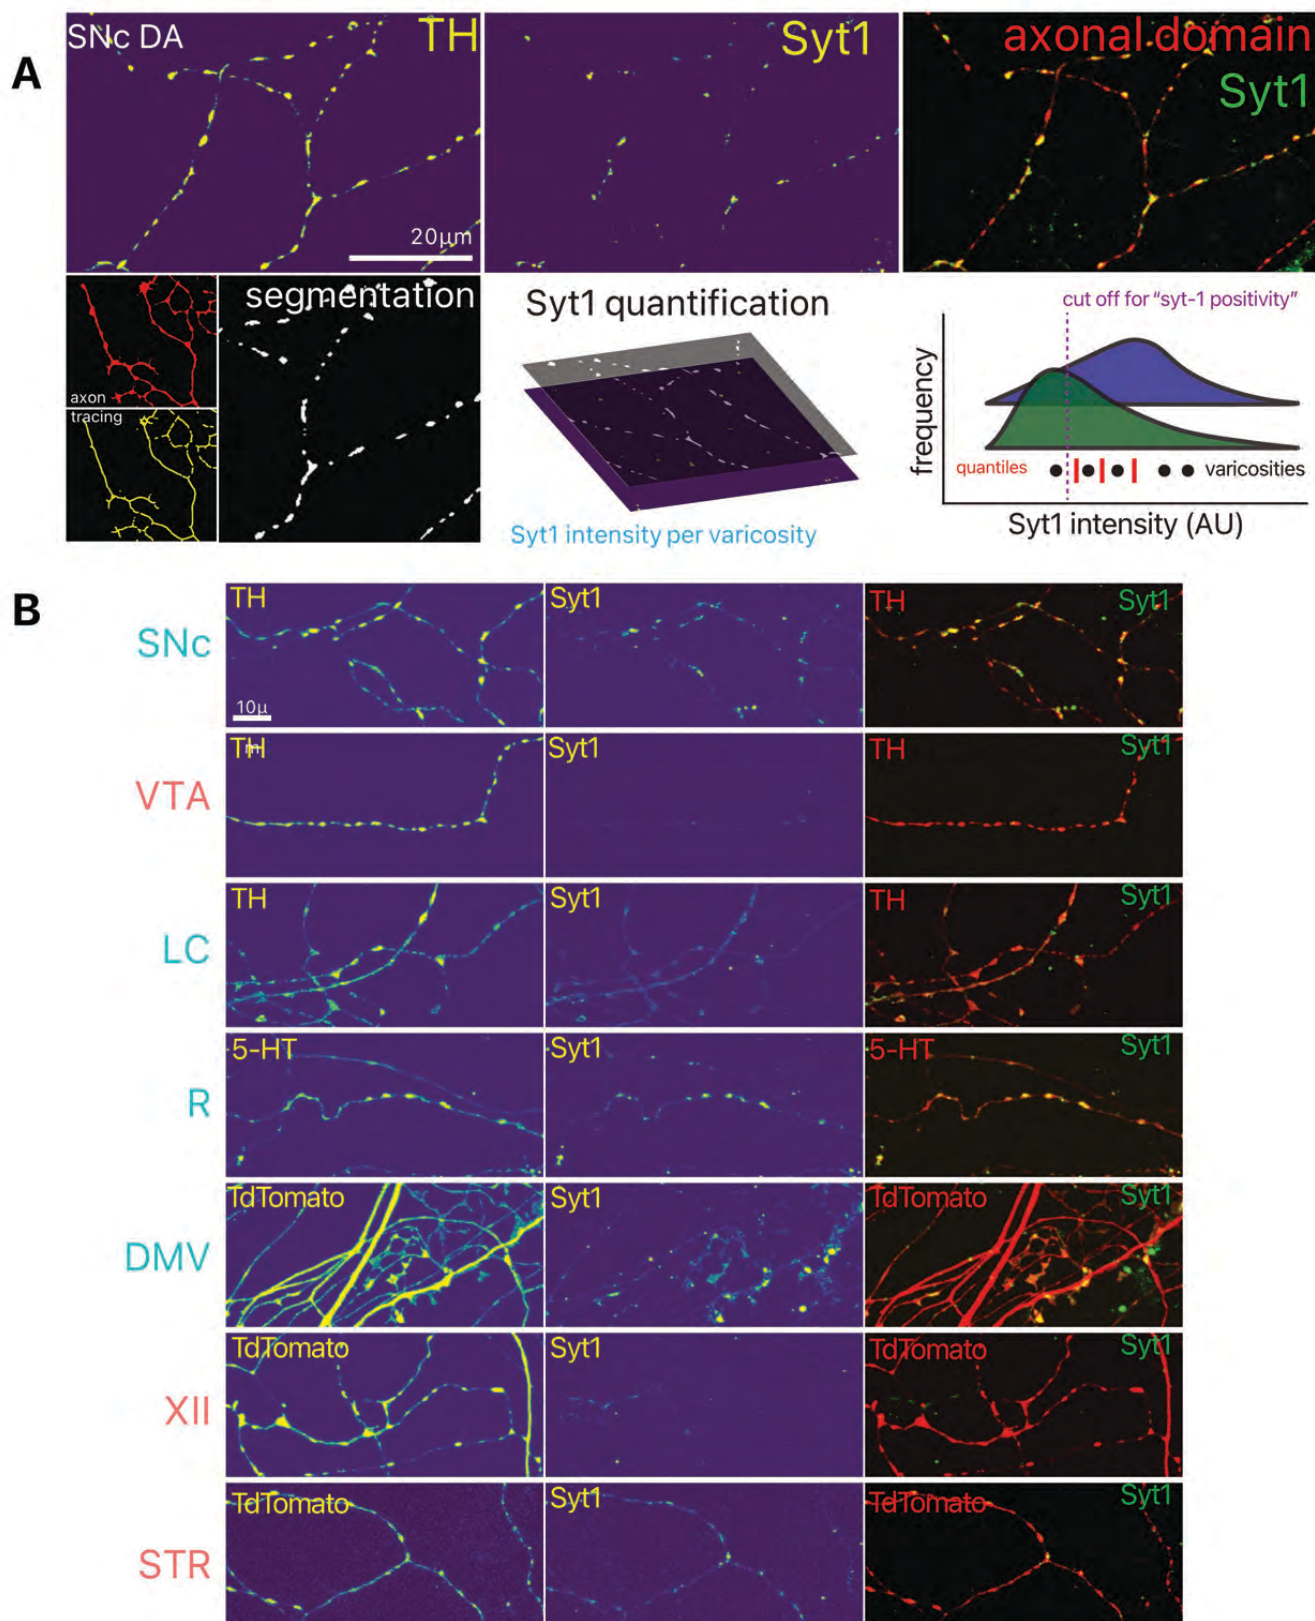 A
SNc DA
TH
Syt1
axonal domain
Syt1
20µm
axon
tracing
segmentation
Syt1 quantification
Syt1 intensity per varicosity
cut off for “syt-1 positivity”
frequency
quantiles
varicosities
Syt1 intensity (AU)
B
SNc
TH
10µ
m
Syt1
TH
Syt1
VTA
TH
Syt1
TH
Syt1
LC
TH
Syt1
TH
Syt1
R
5-HT
Syt1
5-HT
Syt1
DMV
TdTomato
Syt1
TdTomato
Syt1
XII
TdTomato
Syt1
TdTomato
Syt1
STR
TdTomato
Syt1
TdTomato
Syt1